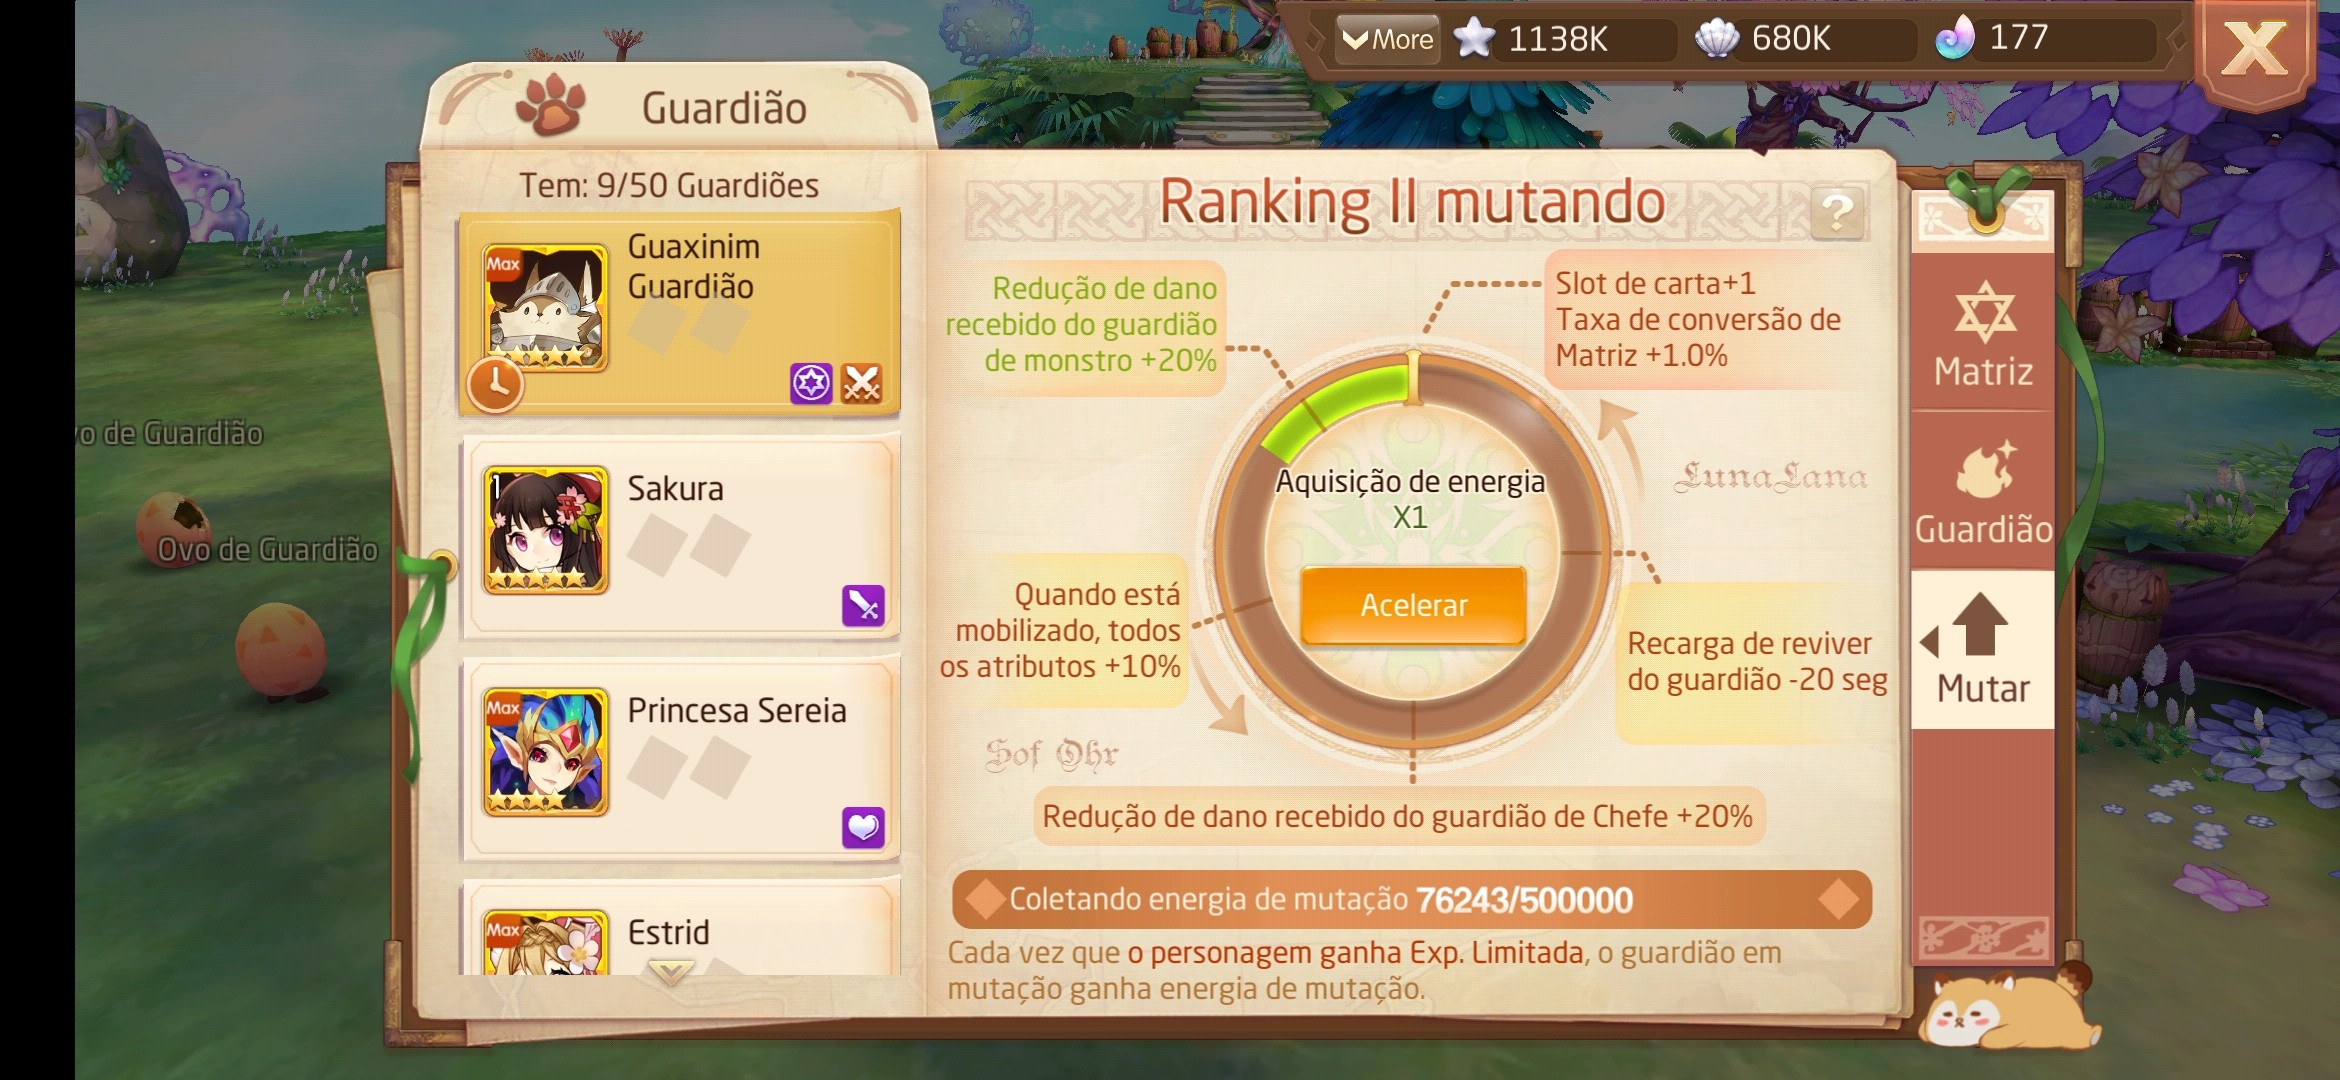 More
1138K
680K
177
Guardião
Tem: 9/50 Guardiões
Max
Guaxinim
Guardião
1
Sakura
Max
Princesa Sereia
Max
Estrid
de Guardião
Ovo de Guardião
Ranking II mutando
?
Redução de dano
recebido do guardião
de monstro +20%
Slot de carta+1
Taxa de conversão de
Matriz +1.0%
Aquisição de energia
X1
Acelerar
LunaLana
Quando está
mobilizado, todos
os atributos +10%
Recarga de reviver
do guardião -20 seg
Sof Ohr
Redução de dano recebido do guardião de Chefe +20%
Coletando energia de mutação 76243/500000
Cada vez que o personagem ganha Exp. Limitada, o guardião em
mutação ganha energia de mutação.
Matriz
Guardião
Mutar